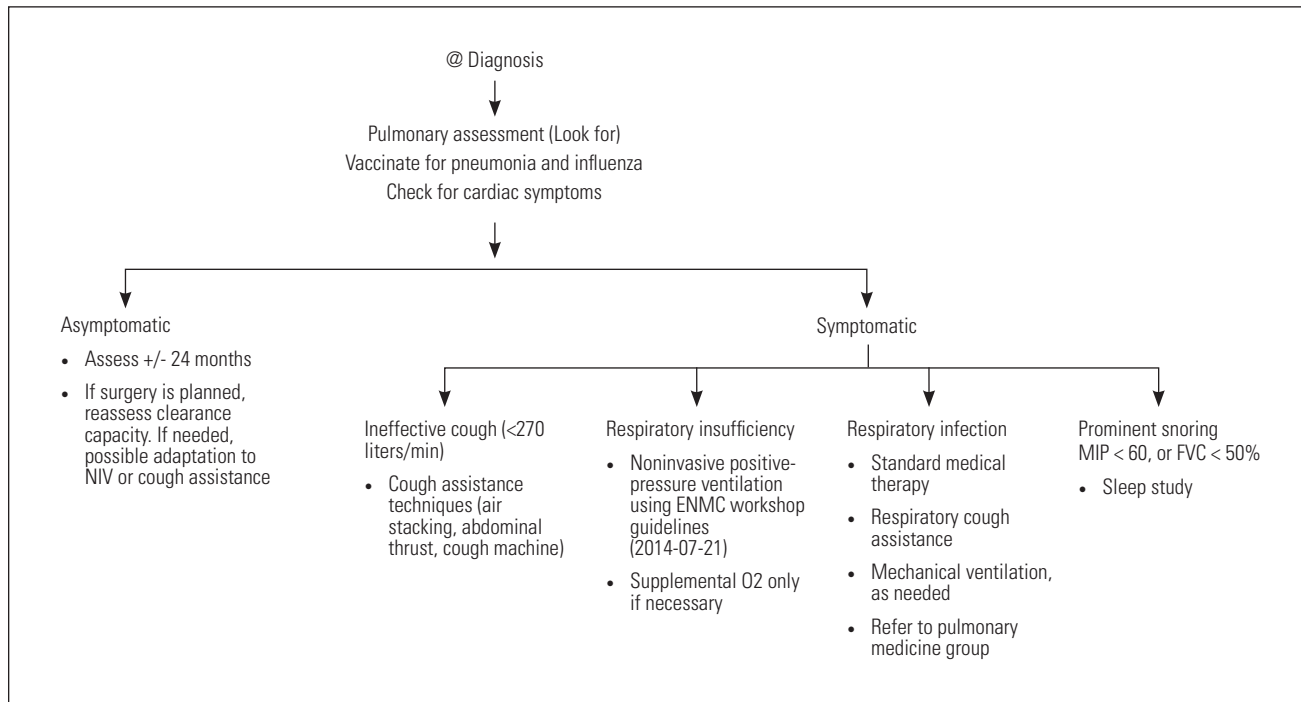 @ Diagnosis
Pulmonary assessment (Look for)
Vaccinate for pneumonia and influenza
Check for cardiac symptoms
Asymptomatic
• Assess +/- 24 months
• If surgery is planned,
reassess clearance
capacity. If needed,
possible adaptation to
NIV or cough assistance
Symptomatic
Ineffective cough (<270
liters/min)
• Cough assistance
techniques (air
stacking, abdominal
thrust, cough machine)
Respiratory insufficiency
• Noninvasive positive-
pressure ventilation
using ENMC workshop
guidelines
(2014-07-21)
• Supplemental O2 only
if necessary
Respiratory infection
• Standard medical
therapy
• Respiratory cough
assistance
• Mechanical ventilation,
as needed
• Refer to pulmonary
medicine group
Prominent snoring
MIP < 60, or FVC < 50%
• Sleep study